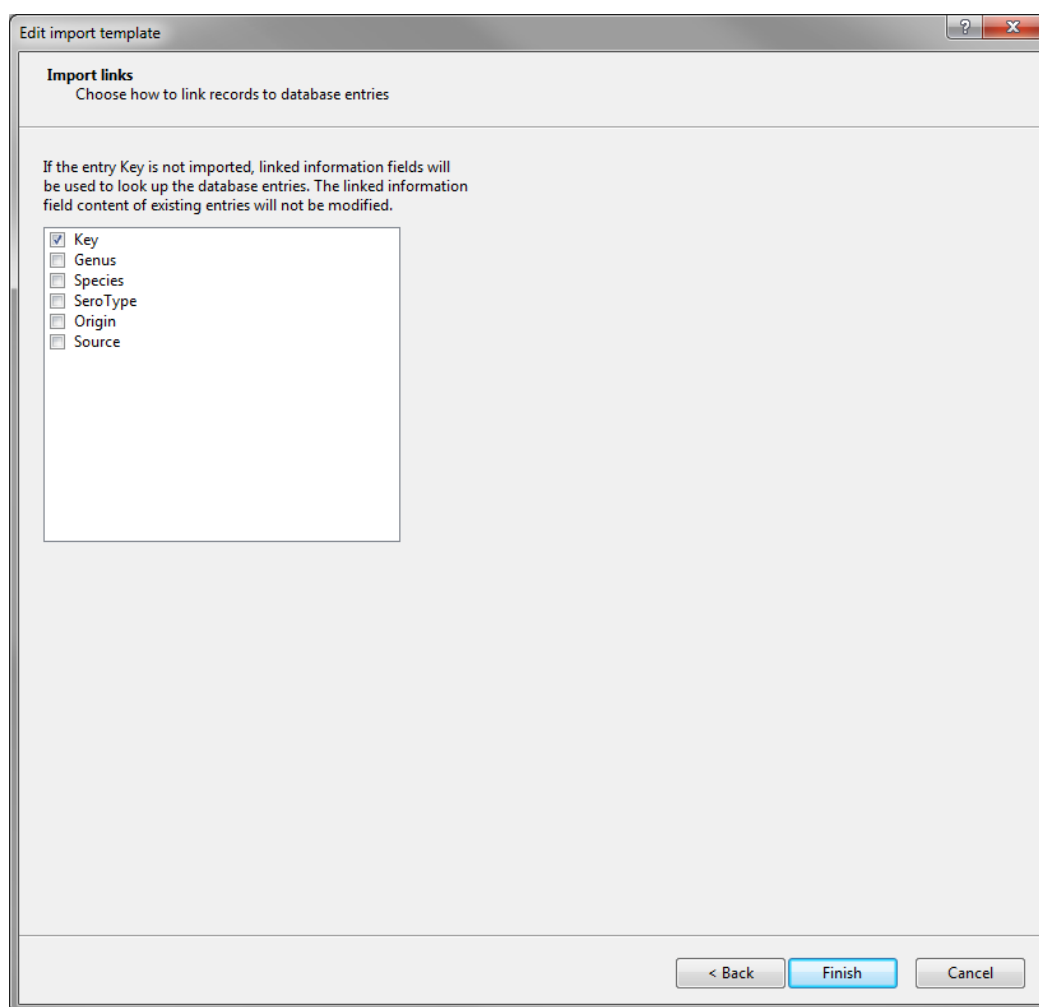 Edit import template
?
X
Import links
Choose how to link records to database entries
If the entry Key is not imported, linked information fields will
be used to look up the database entries. The linked information
field content of existing entries will not be modified.
Key
Genus
Species
SeroType
Origin
Source
< Back
Finish
Cancel